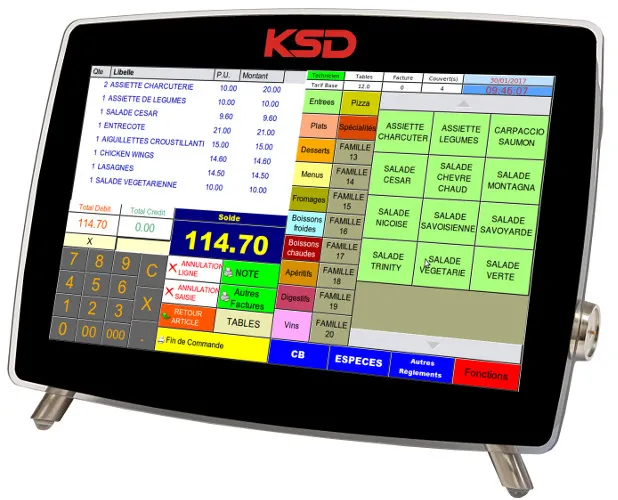 KSD
Qte Libelle P.U. Montant
2 ASSIETTE CHARCUTERIE 10.00 20.00
1 ASSIETTE DE LEGUMES 10.00 10.00
1 SALADE CESAR 9.60 9.60
1 ENTRECOTE 21.00 21.00
1 AIGUILLETTES CROUSTILLANTI 15.00 15.00
1 CHICKEN WINGS 14.60 14.60
1 LASAGNES 14.50 14.50
1 SALADE VEGETARIENNE 10.00 10.00
Technicien Tables Facture Couvert(s) 30/01/2017
Tarif Base 12.0 0 4 09:46:07
Total Debit Total Credit
114.70 0.00
X
Solde
114.70
7 8 9 C
4 5 6
1 2 3 X
0 00 000 .
ANNULATION
LIGNE
NOTE
ANNULATION
SAISIE
Autres
Factures
RETOUR
ARTICLE
TABLES
Fin de Commande
Entrees Pizza
Plats Spécialités
Desserts FAMILLE
13
Menus FAMILLE
14
Fromages FAMILLE
15
Boissons
froides
FAMILLE
16
Boissons
chaudes
FAMILLE
17
Apéritifs FAMILLE
18
Digestifs FAMILLE
19
Vins FAMILLE
20
ASSIETTE
CHARCUTER
ASSIETTE
LEGUMES
CARPACCIO
SAUMON
SALADE
CESAR
SALADE
CHEVRE
CHAUD
SALADE
MONTAGNA
SALADE
NICOISE
SALADE
SAVOISIENNE
SALADE
SAVOYARDE
SALADE
TRINITY
SALADE
VEGETARIE
SALADE
VERTE
CB ESPECES
Autres
Règlements
Fonctions